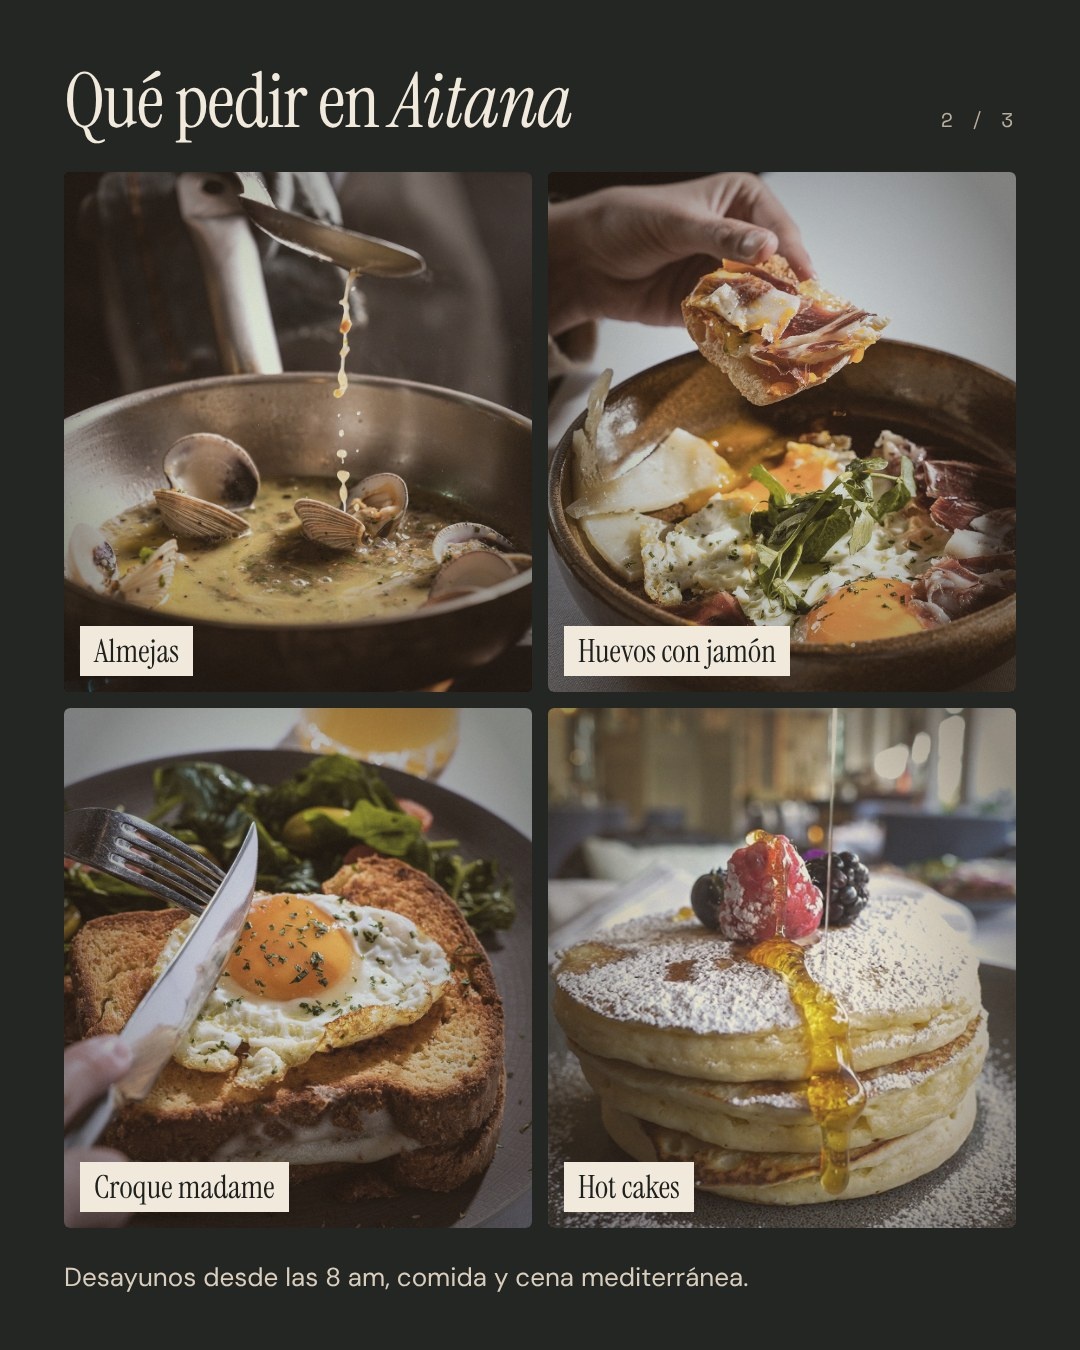 Qué pedir en Aitana
2 / 3
Almejas
Huevos con jamón
Croque madame
Hot cakes
Desayunos desde las 8 am, comida y cena mediterránea.